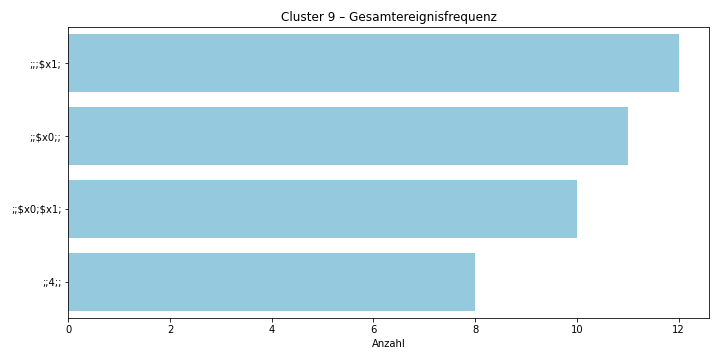 Cluster 9 – Gesamtereignisfrequenz
;;;$x1;
;;$x0;;
;;$x0;$x1;
;;4;;
0 2 4 6 8 10 12
Anzahl